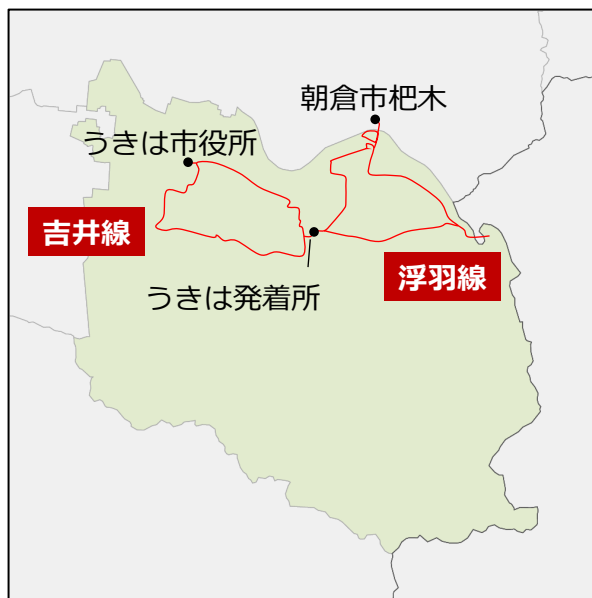 朝倉市杷木
うきは市役所
吉井線
浮羽線
うきは発着所